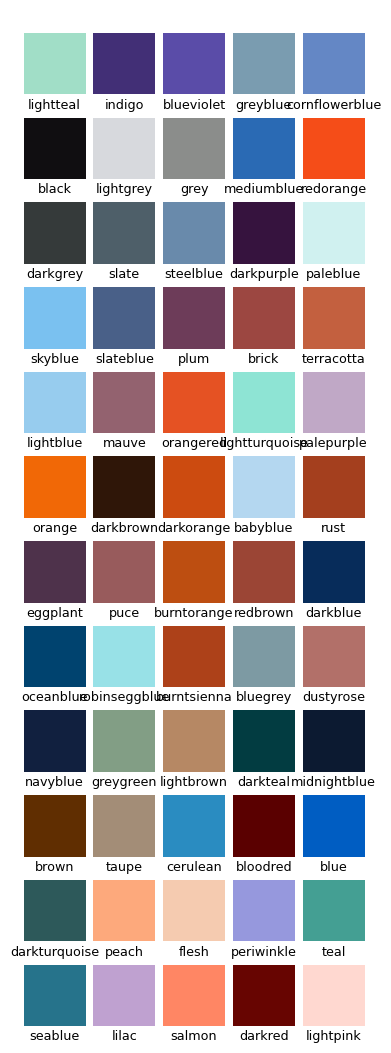 lightteal indigo blueviolet greyblue cornflowerblue
black lightgrey grey mediumblue redorange
darkgrey slate steelblue darkpurple paleblue
skyblue slateblue plum brick terracotta
lightblue mauve orangered lightturquoise palepurple
orange darkbrown darkorange babyblue rust
eggplant puce burntorange redbrown darkblue
oceanblue robinseggblue burntsienna bluegrey dustyrose
navyblue greygreen lightbrown darkteal midnightblue
brown taupe cerulean bloodred blue
darkturquoise peach flesh periwinkle teal
seablue lilac salmon darkred lightpink